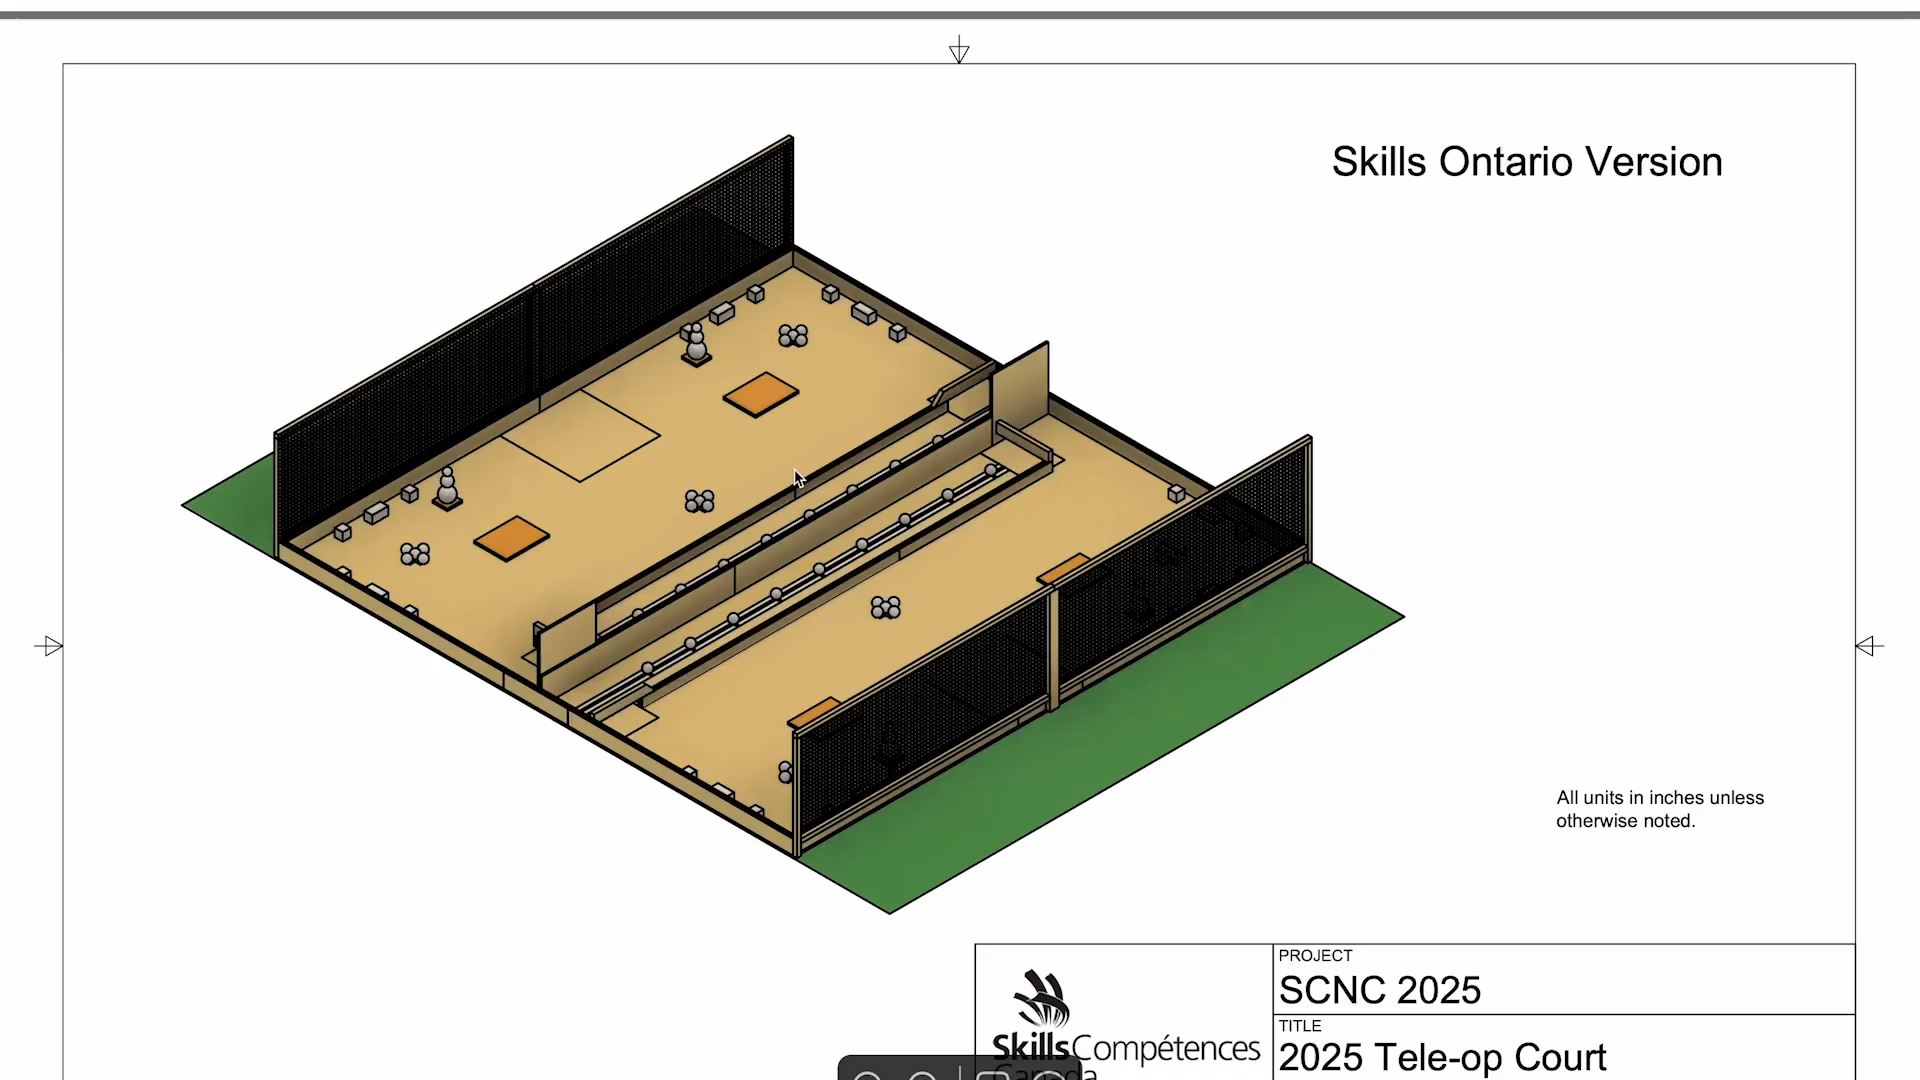 Skills Ontario Version
All units in inches unless
otherwise noted.
PROJECT
SCNC 2025
TITLE
2025 Tele-op Court
SkillsCompétences
Canada